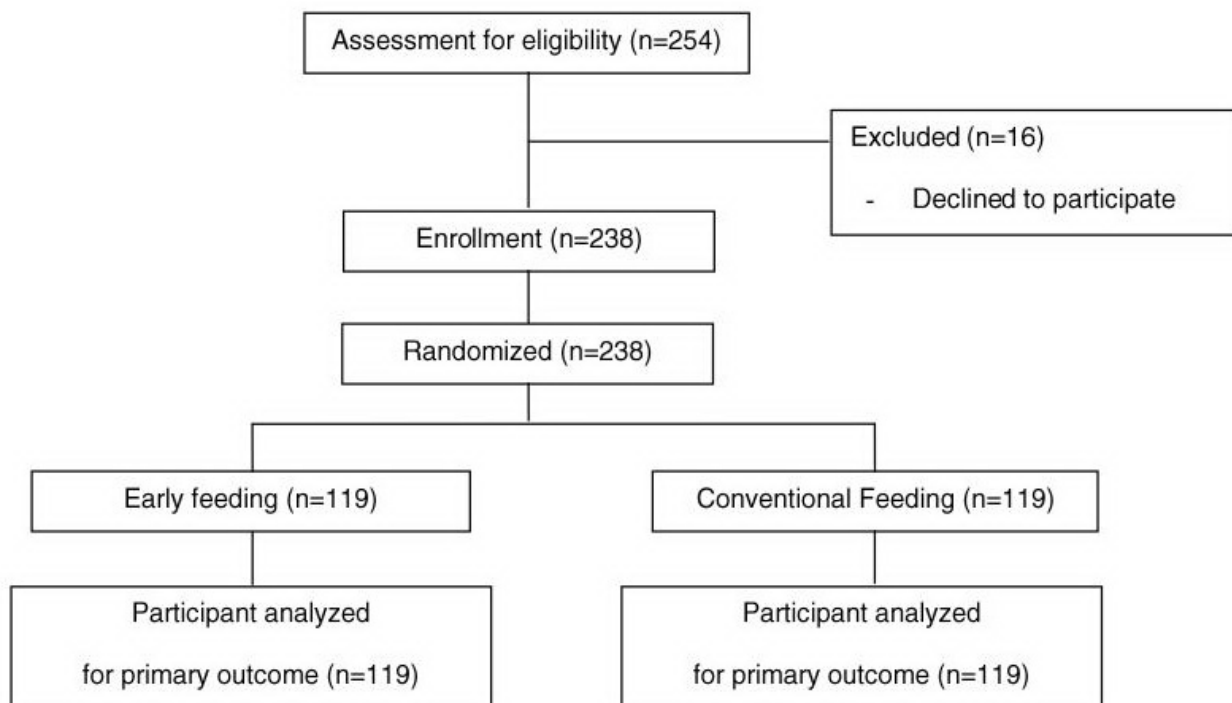 Assessment for eligibility (n=254)
Excluded (n=16)
- Declined to participate
Enrollment (n=238)
Randomized (n=238)
Early feeding (n=119)
Conventional Feeding (n=119)
Participant analyzed
for primary outcome (n=119)
Participant analyzed
for primary outcome (n=119)